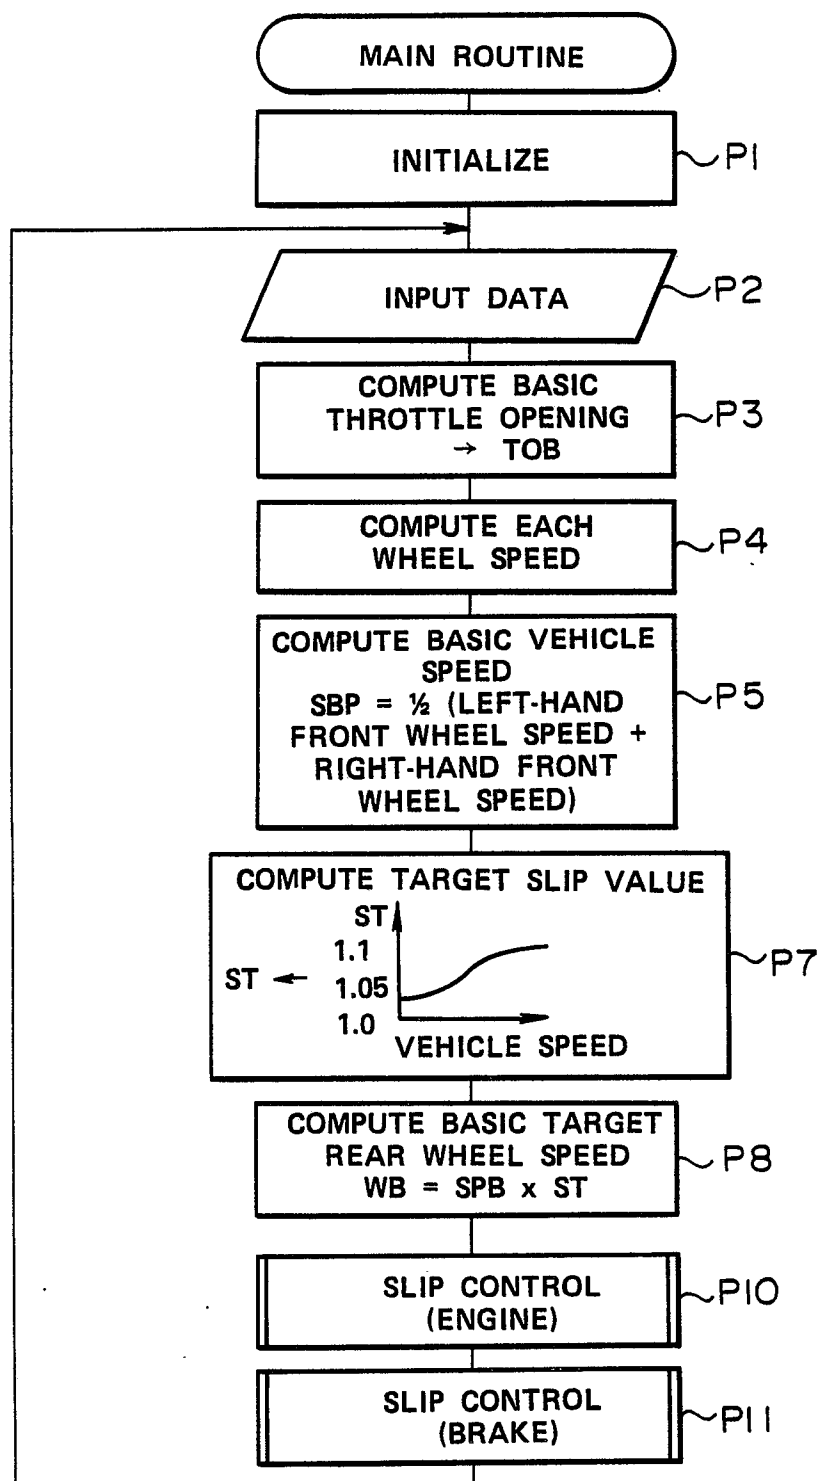 MAIN ROUTINE
INITIALIZE
P1
INPUT DATA
P2
COMPUTE BASIC
THROTTLE OPENING
→ TOB
P3
COMPUTE EACH
WHEEL SPEED
P4
COMPUTE BASIC VEHICLE
SPEED
SBP = ½ (LEFT-HAND
FRONT WHEEL SPEED +
RIGHT-HAND FRONT
WHEEL SPEED)
P5
COMPUTE TARGET SLIP VALUE
ST
1.1
ST ← 1.05
1.0
VEHICLE SPEED
P7
COMPUTE BASIC TARGET
REAR WHEEL SPEED
WB = SPB x ST
P8
SLIP CONTROL
(ENGINE)
P10
SLIP CONTROL
(BRAKE)
P11